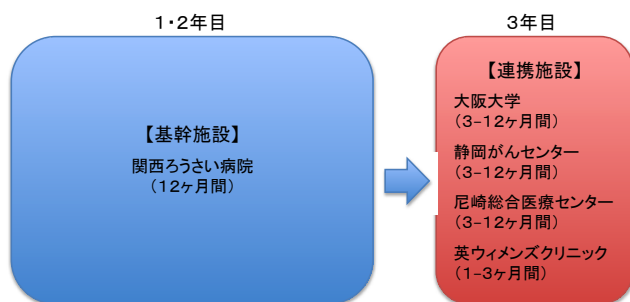 1・2年目
【基幹施設】
関西ろうさい病院
（12ヶ月間）
3年目
【連携施設】
大阪大学
（3-12ヶ月間）
静岡がんセンター
（3-12ヶ月間）
尼崎総合医療センター
（3-12ヶ月間）
英ウィメンズクリニック
（1-3ヶ月間）